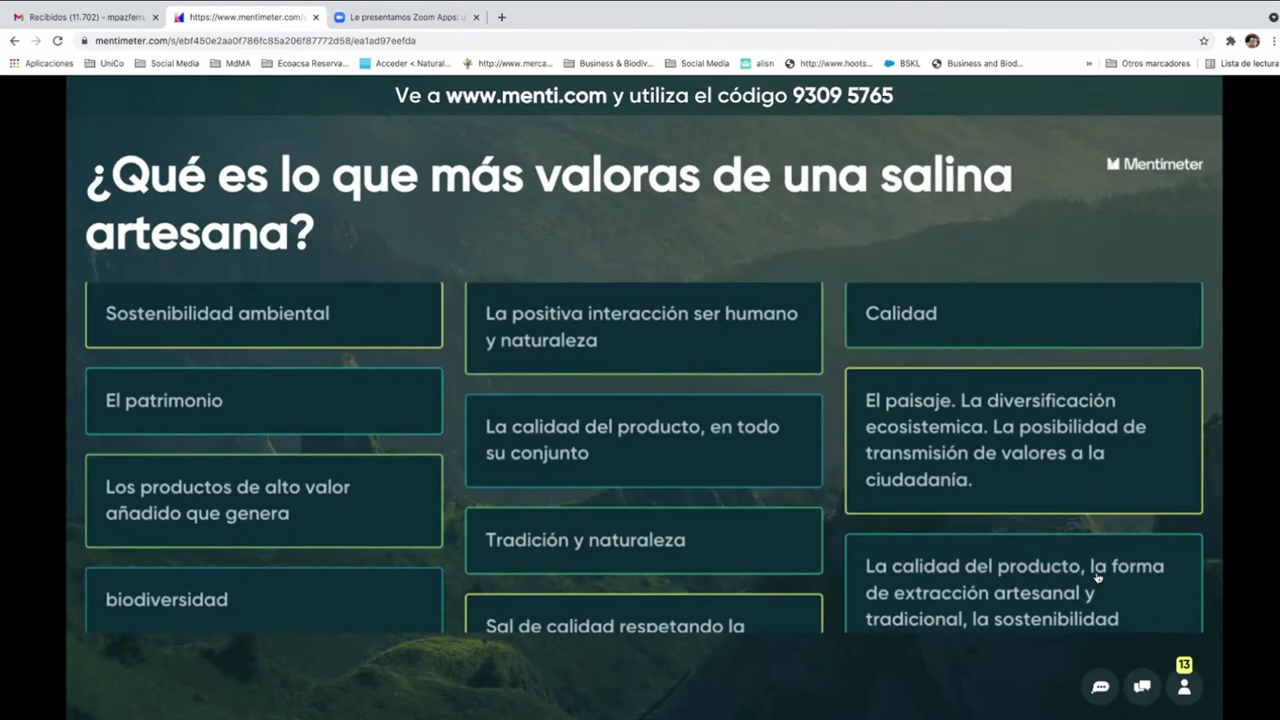 Recibidos (11.702) - mpazferr
https://www.mentimeter.com/s
Le presentamos Zoom Apps: q
mentimeter.com/s/ebf450e2aa0f786fc85a206f87772d58/ea1ad97eefda
Aplicaciones
UniCo
Social Media
MdMA
Ecoacsa Reserva...
Acceder < Natural...
http://www.merca...
Business & Biodiv...
Social Media
alisn
http://www.hoots...
BSKL
Business and Biod...
»
Otros marcadores
Lista de lectura
Ve a www.menti.com y utiliza el código 9309 5765
¿Qué es lo que más valoras de una salina
artesana?
Mentimeter
Sostenibilidad ambiental
El patrimonio
Los productos de alto valor
añadido que genera
biodiversidad
La positiva interacción ser humano
y naturaleza
La calidad del producto, en todo
su conjunto
Tradición y naturaleza
Sal de calidad respetando la
Calidad
El paisaje. La diversificación
ecosistemica. La posibilidad de
transmisión de valores a la
ciudadanía.
La calidad del producto, la forma
de extracción artesanal y
tradicional, la sostenibilidad
13